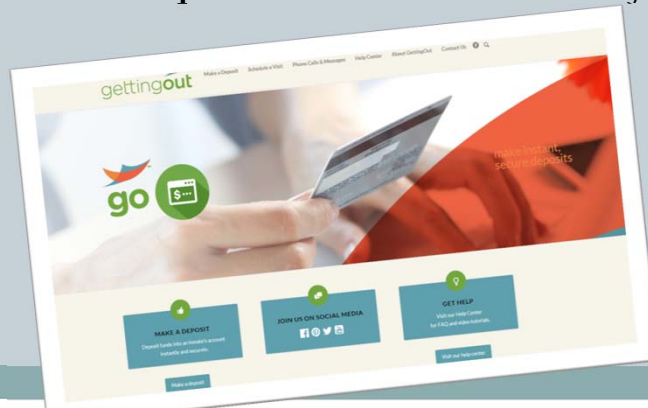 gettingout
Make a Deposit Schedule a Visit Phone Calls & Messages Help Center About GettingOut Contact Us
go
$...
make instant,
secure deposits
MAKE A DEPOSIT
Deposit funds into an inmate's account
instantly and securely.
Make a deposit
JOIN US ON SOCIAL MEDIA
GET HELP
Visit our Help Center
for FAQ and video tutorials.
Visit our help center